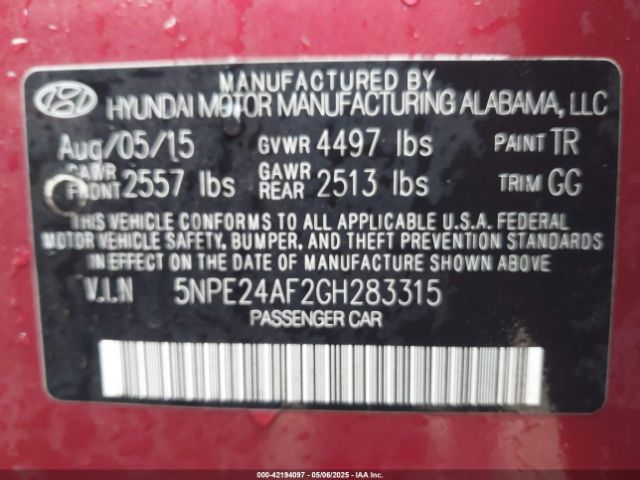 MANUFACTURED BY
HYUNDAI MOTOR MANUFACTURING ALABAMA, LLC
Aug/05/15 GVWR 4497 lbs PAINT TR
GAWR FRONT 2557 lbs GAWR REAR 2513 lbs TRIM GG
THIS VEHICLE CONFORMS TO ALL APPLICABLE U.S.A. FEDERAL
MOTOR VEHICLE SAFETY, BUMPER, AND THEFT PREVENTION STANDARDS
IN EFFECT ON THE DATE OF MANUFACTURE SHOWN ABOVE
V.I.N 5NPE24AF2GH283315
PASSENGER CAR
000-42194097 - 05/06/2025 - IAA Inc.